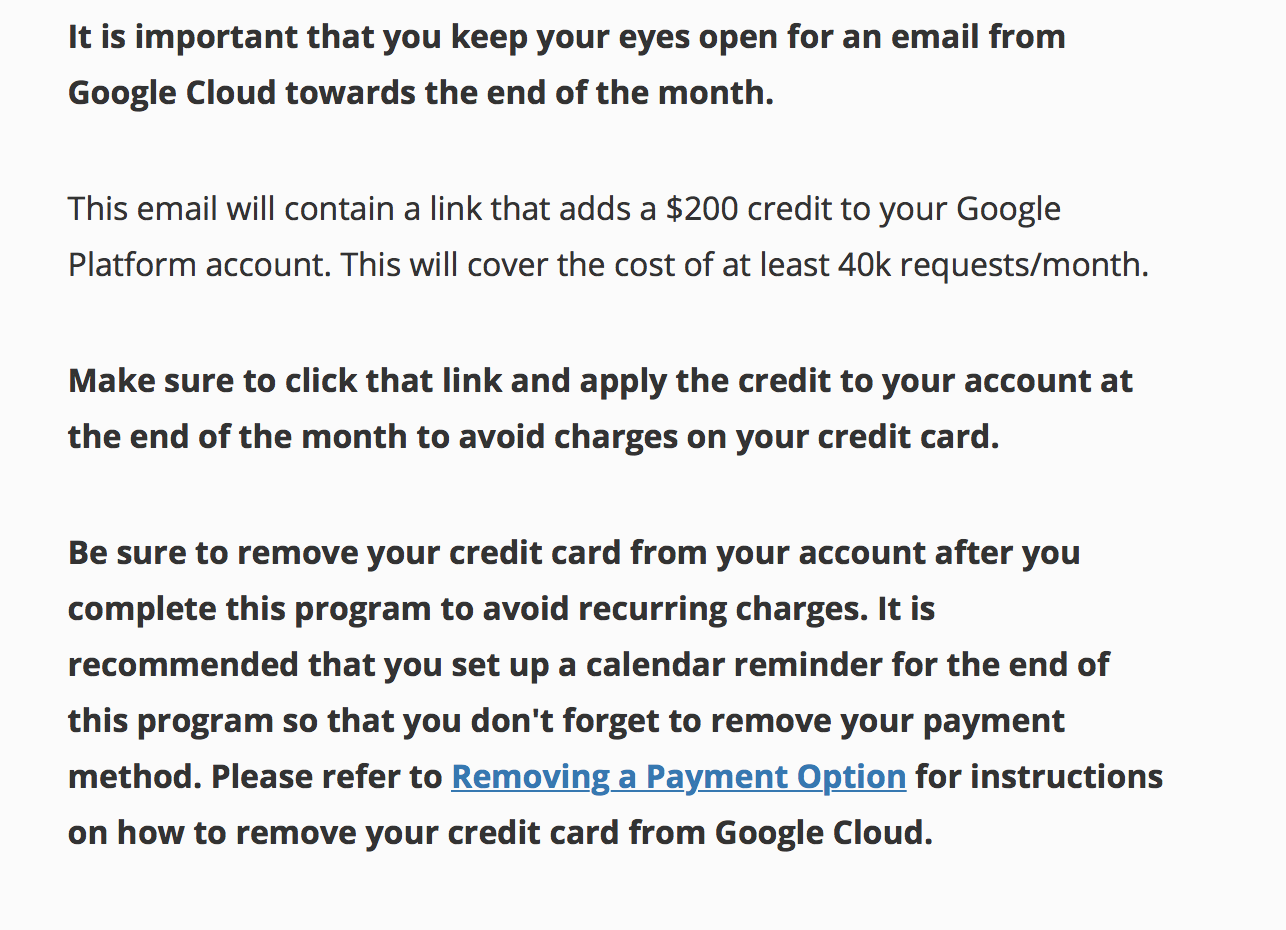 It is important that you keep your eyes open for an email from
Google Cloud towards the end of the month.
This email will contain a link that adds a $200 credit to your Google
Platform account. This will cover the cost of at least 40k requests/month.
Make sure to click that link and apply the credit to your account at
the end of the month to avoid charges on your credit card.
Be sure to remove your credit card from your account after you
complete this program to avoid recurring charges. It is
recommended that you set up a calendar reminder for the end of
this program so that you don't forget to remove your payment
method. Please refer to Removing a Payment Option for instructions
on how to remove your credit card from Google Cloud.